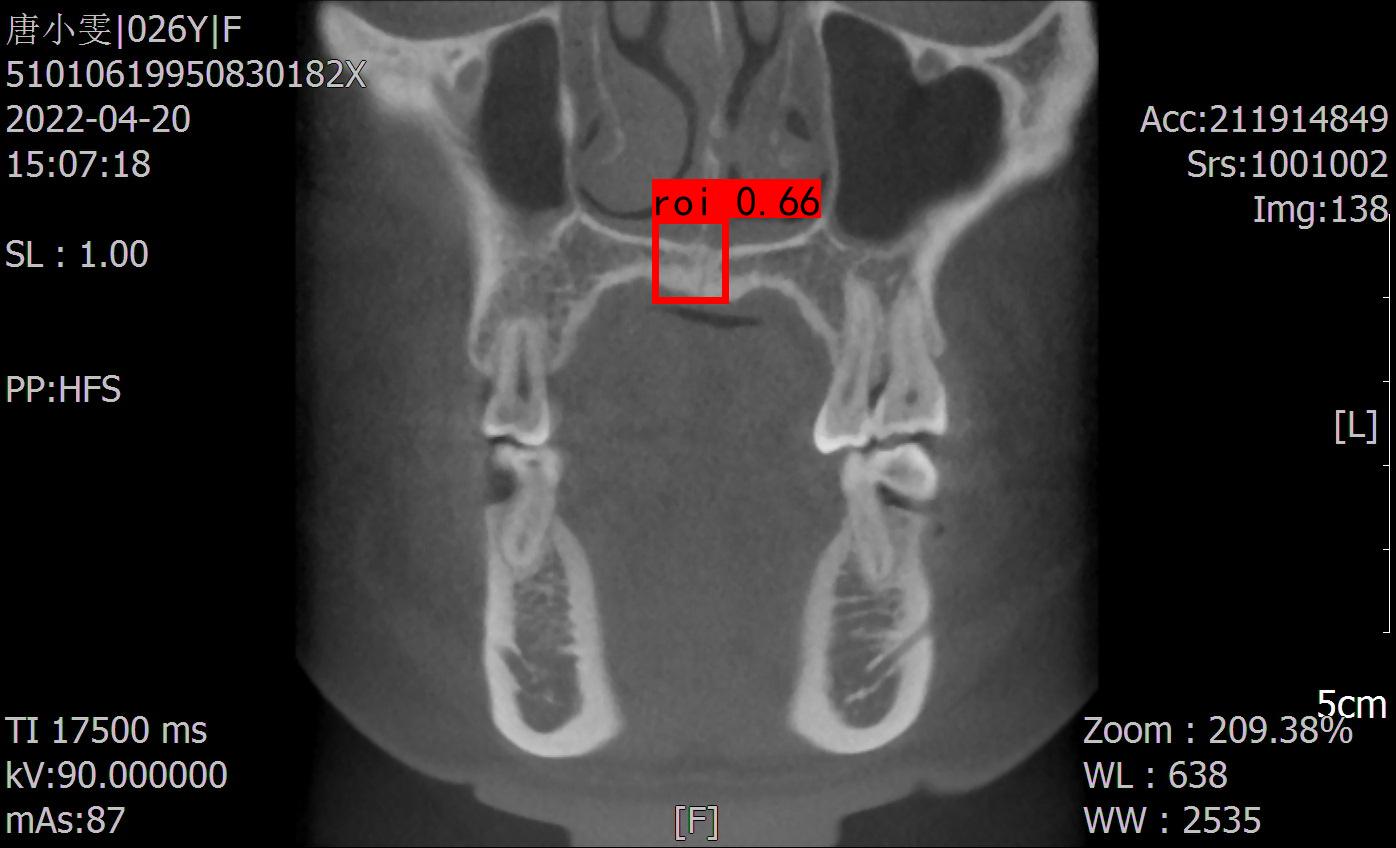 唐小雯|026Y|F
51010619950830182X
2022-04-20
15:07:18
SL : 1.00
PP:HFS
Acc:211914849
Srs:1001002
Img:138
roi 0.66
[L]
5cm
TI 17500 ms
kV:90.000000
mAs:87
[F]
Zoom : 209.38%
WL : 638
WW : 2535